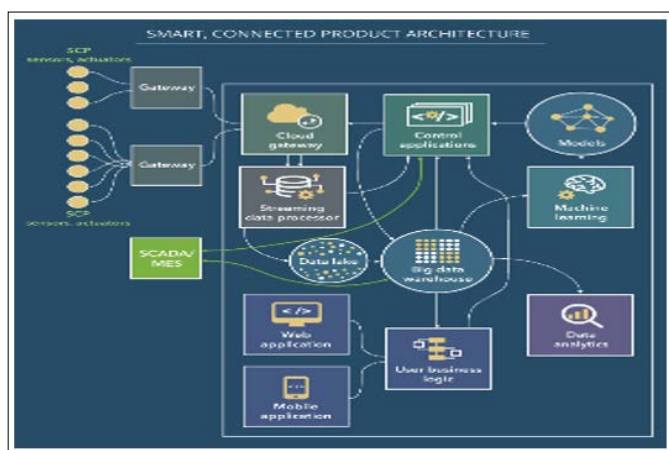 SMART, CONNECTED PRODUCT ARCHITECTURE
SCP
sensors, actuators
Gateway
Gateway
SCP
sensors, actuators
Cloud
gateway
</>
Control
applications
Models
Streaming
data processor
Machine
learning
SCADA/
MES
Data lake
Big data
warehouse
</>
Web
application
User business
logic
Data
analytics
Mobile
application